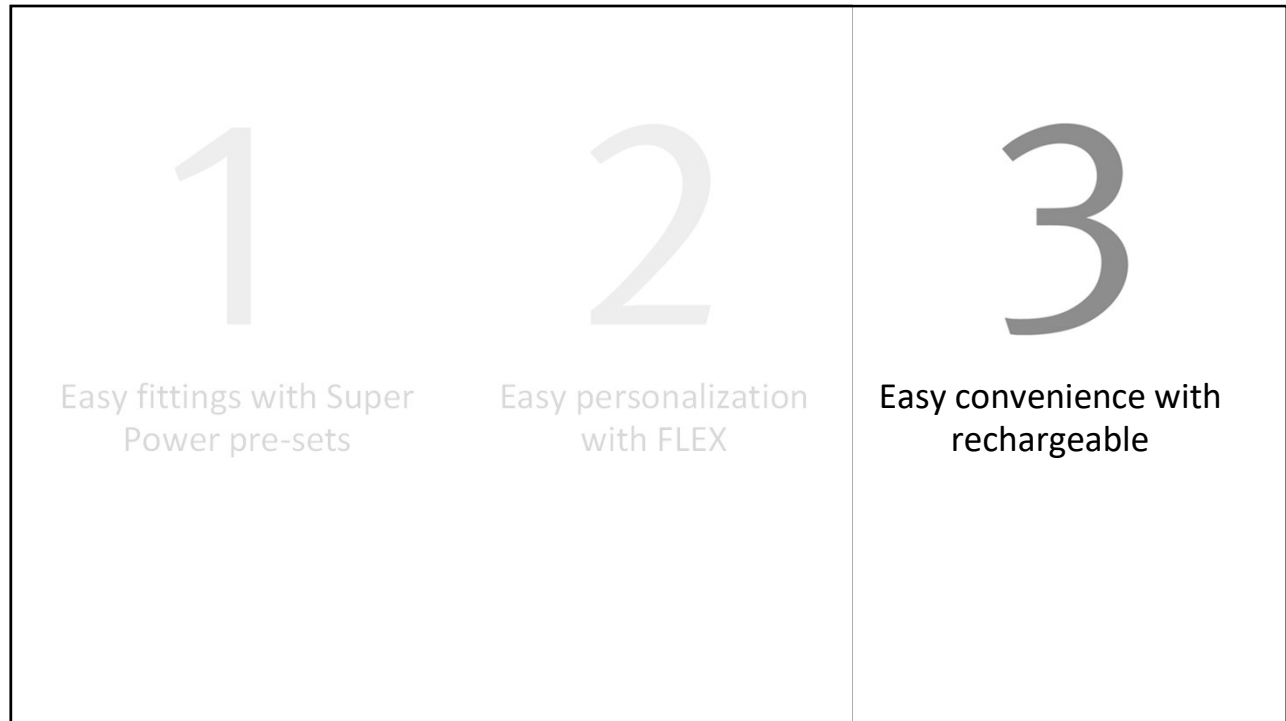 1
Easy fittings with Super
Power pre-sets
2
Easy personalization
with FLEX
3
Easy convenience with
rechargeable